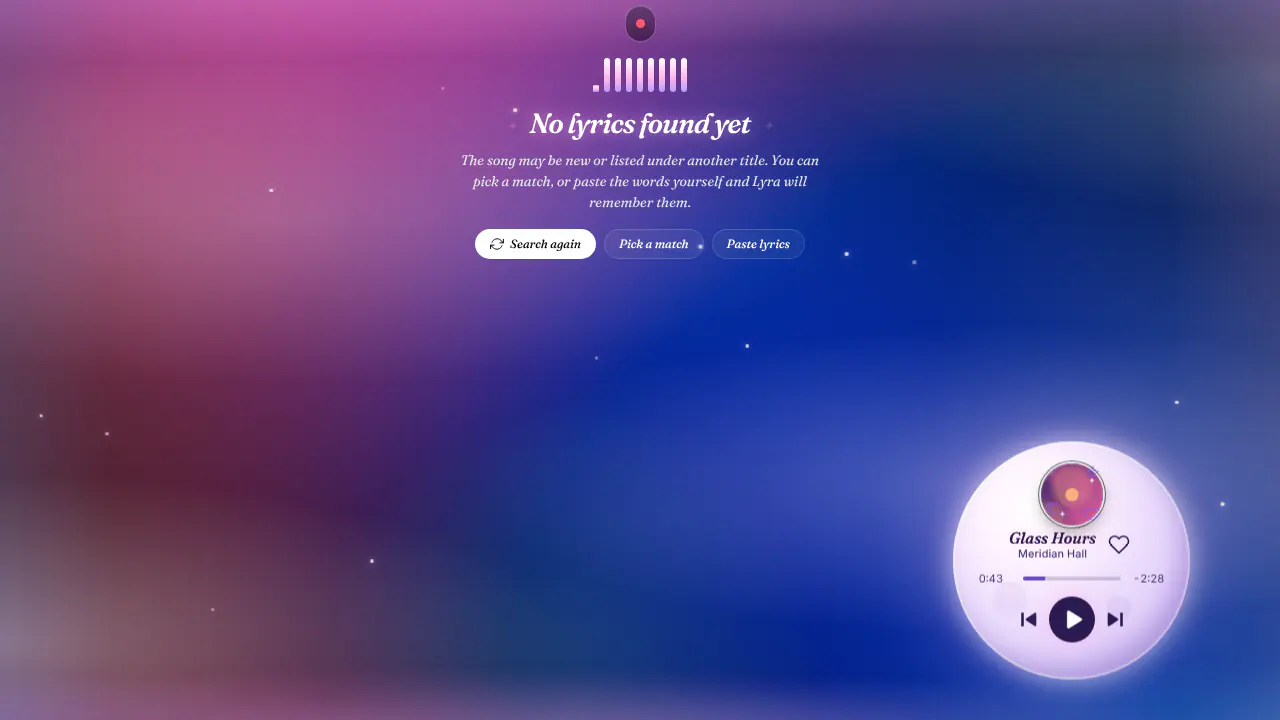 No lyrics found yet
The song may be new or listed under another title. You can
pick a match, or paste the words yourself and Lyra will
remember them.
Search again
Pick a match
Paste lyrics
Glass Hours
Meridian Hall
0:43
-2:28